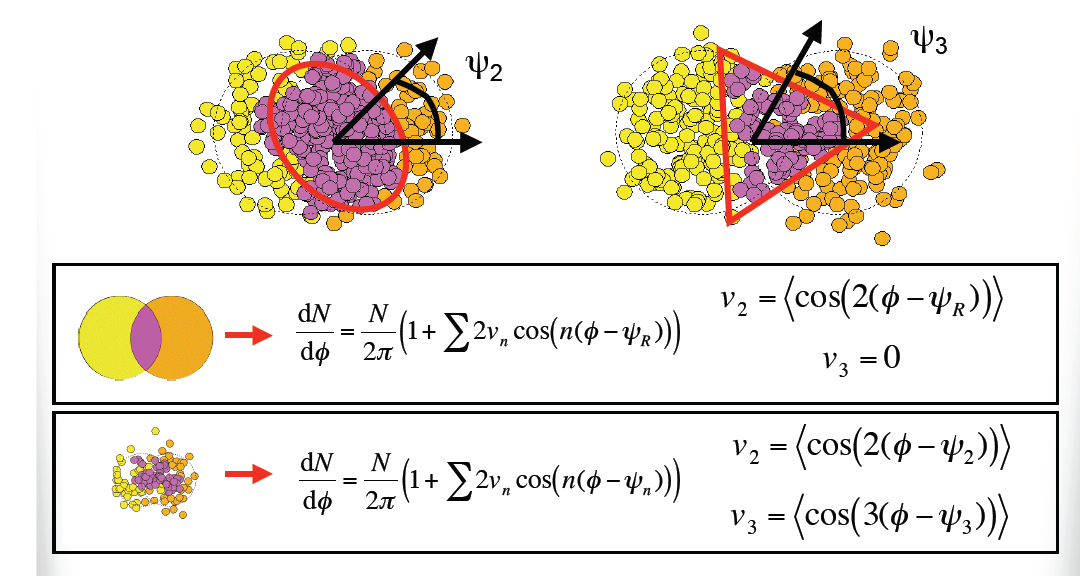 ψ2
ψ3
dN/dϕ = N/2π (1+ ∑2vn cos(n(ϕ−ψR)))
v2 = ⟨cos(2(ϕ−ψR))⟩
v3 = 0
dN/dϕ = N/2π (1+ ∑2vn cos(n(ϕ−ψn)))
v2 = ⟨cos(2(ϕ−ψ2))⟩
v3 = ⟨cos(3(ϕ−ψ3))⟩